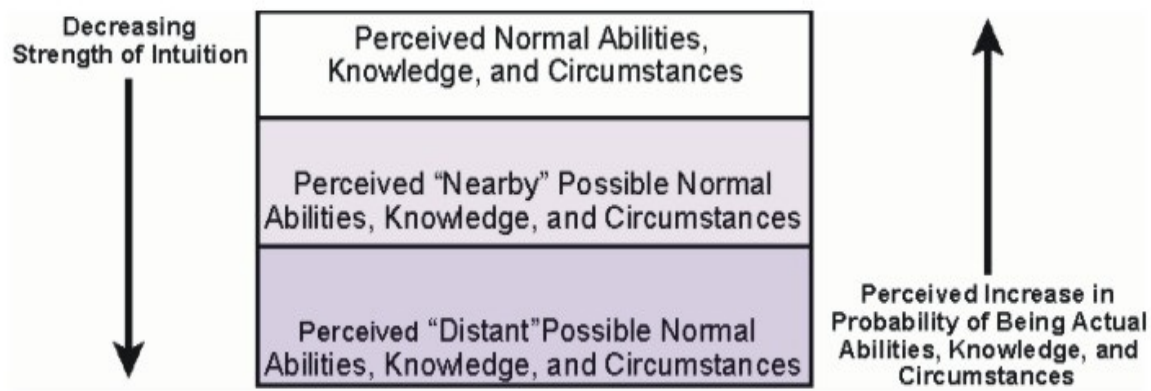 Decreasing
Strength of Intuition
Perceived Normal Abilities,
Knowledge, and Circumstances
Perceived “Nearby” Possible Normal
Abilities, Knowledge, and Circumstances
Perceived “Distant”Possible Normal
Abilities, Knowledge, and Circumstances
Perceived Increase in
Probability of Being Actual
Abilities, Knowledge, and
Circumstances